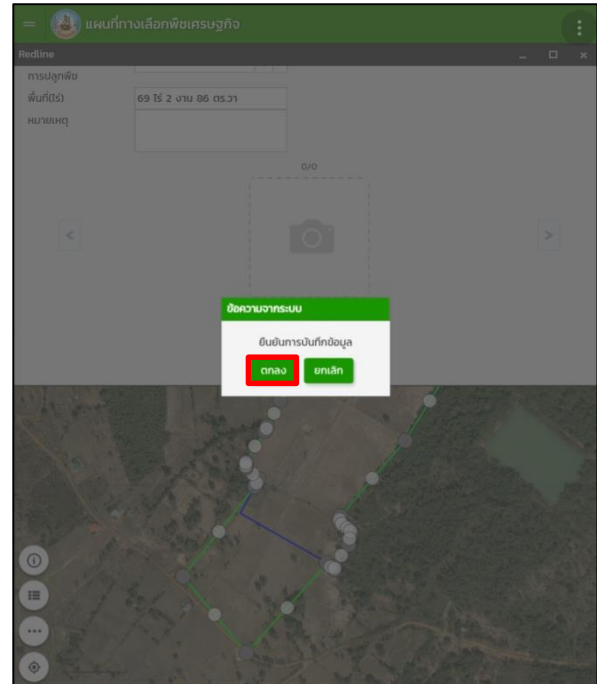 แผนที่ทางเลือกพืชเศรษฐกิจ
Redline
การปลูกพืช
พื้นที่(ไร่)
69 ไร่ 2 งาน 86 ตร.วา
หมายเหตุ
0/0
ข้อความจากระบบ
ยืนยันการบันทึกข้อมูล
ตกลง
ยกเลิก